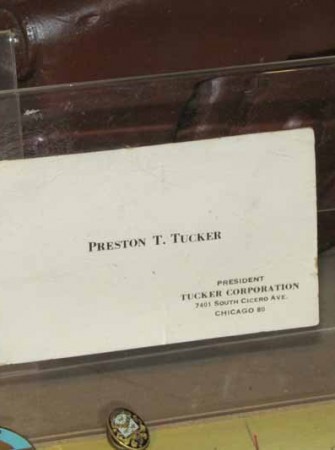 PRESTON T. TUCKER
PRESIDENT
TUCKER CORPORATION
7401 SOUTH CICERO AVE.
CHICAGO 80